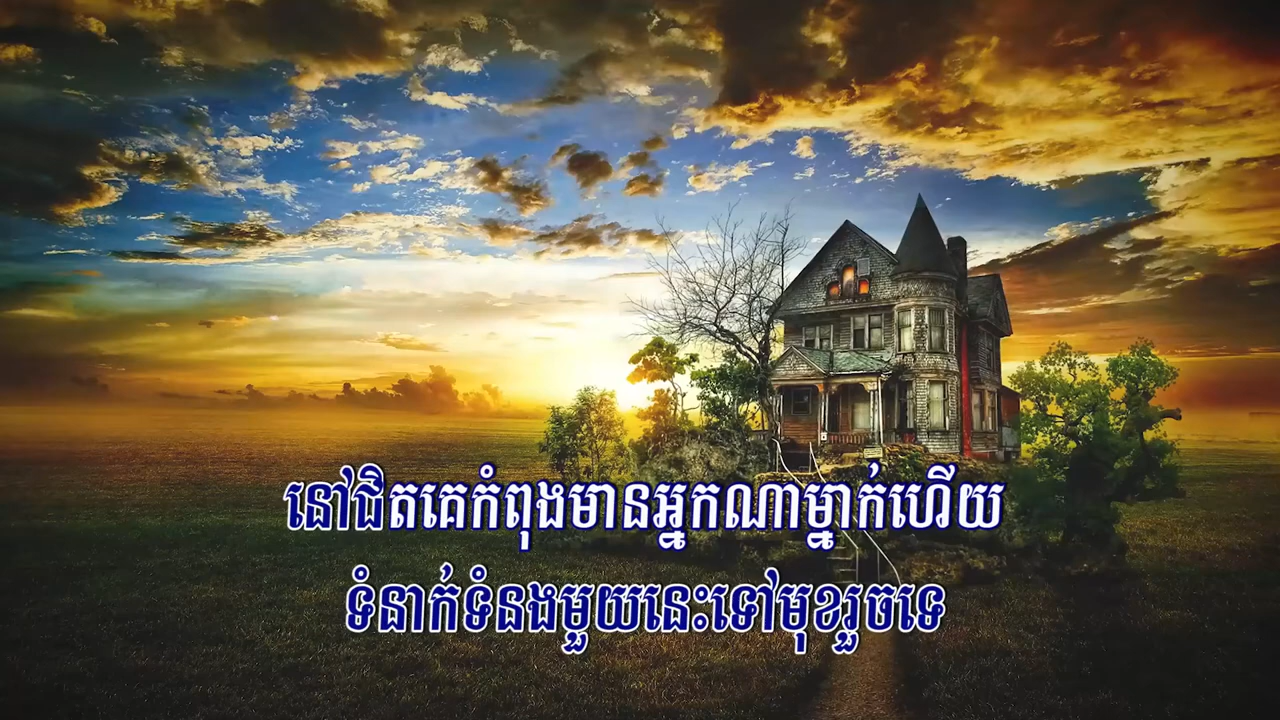 នៅជិតគេកំពុងមានអ្នកណាម្នាក់ហើយ
ទំនាក់ទំនងមួយនេះទៅមុខរួចទេ